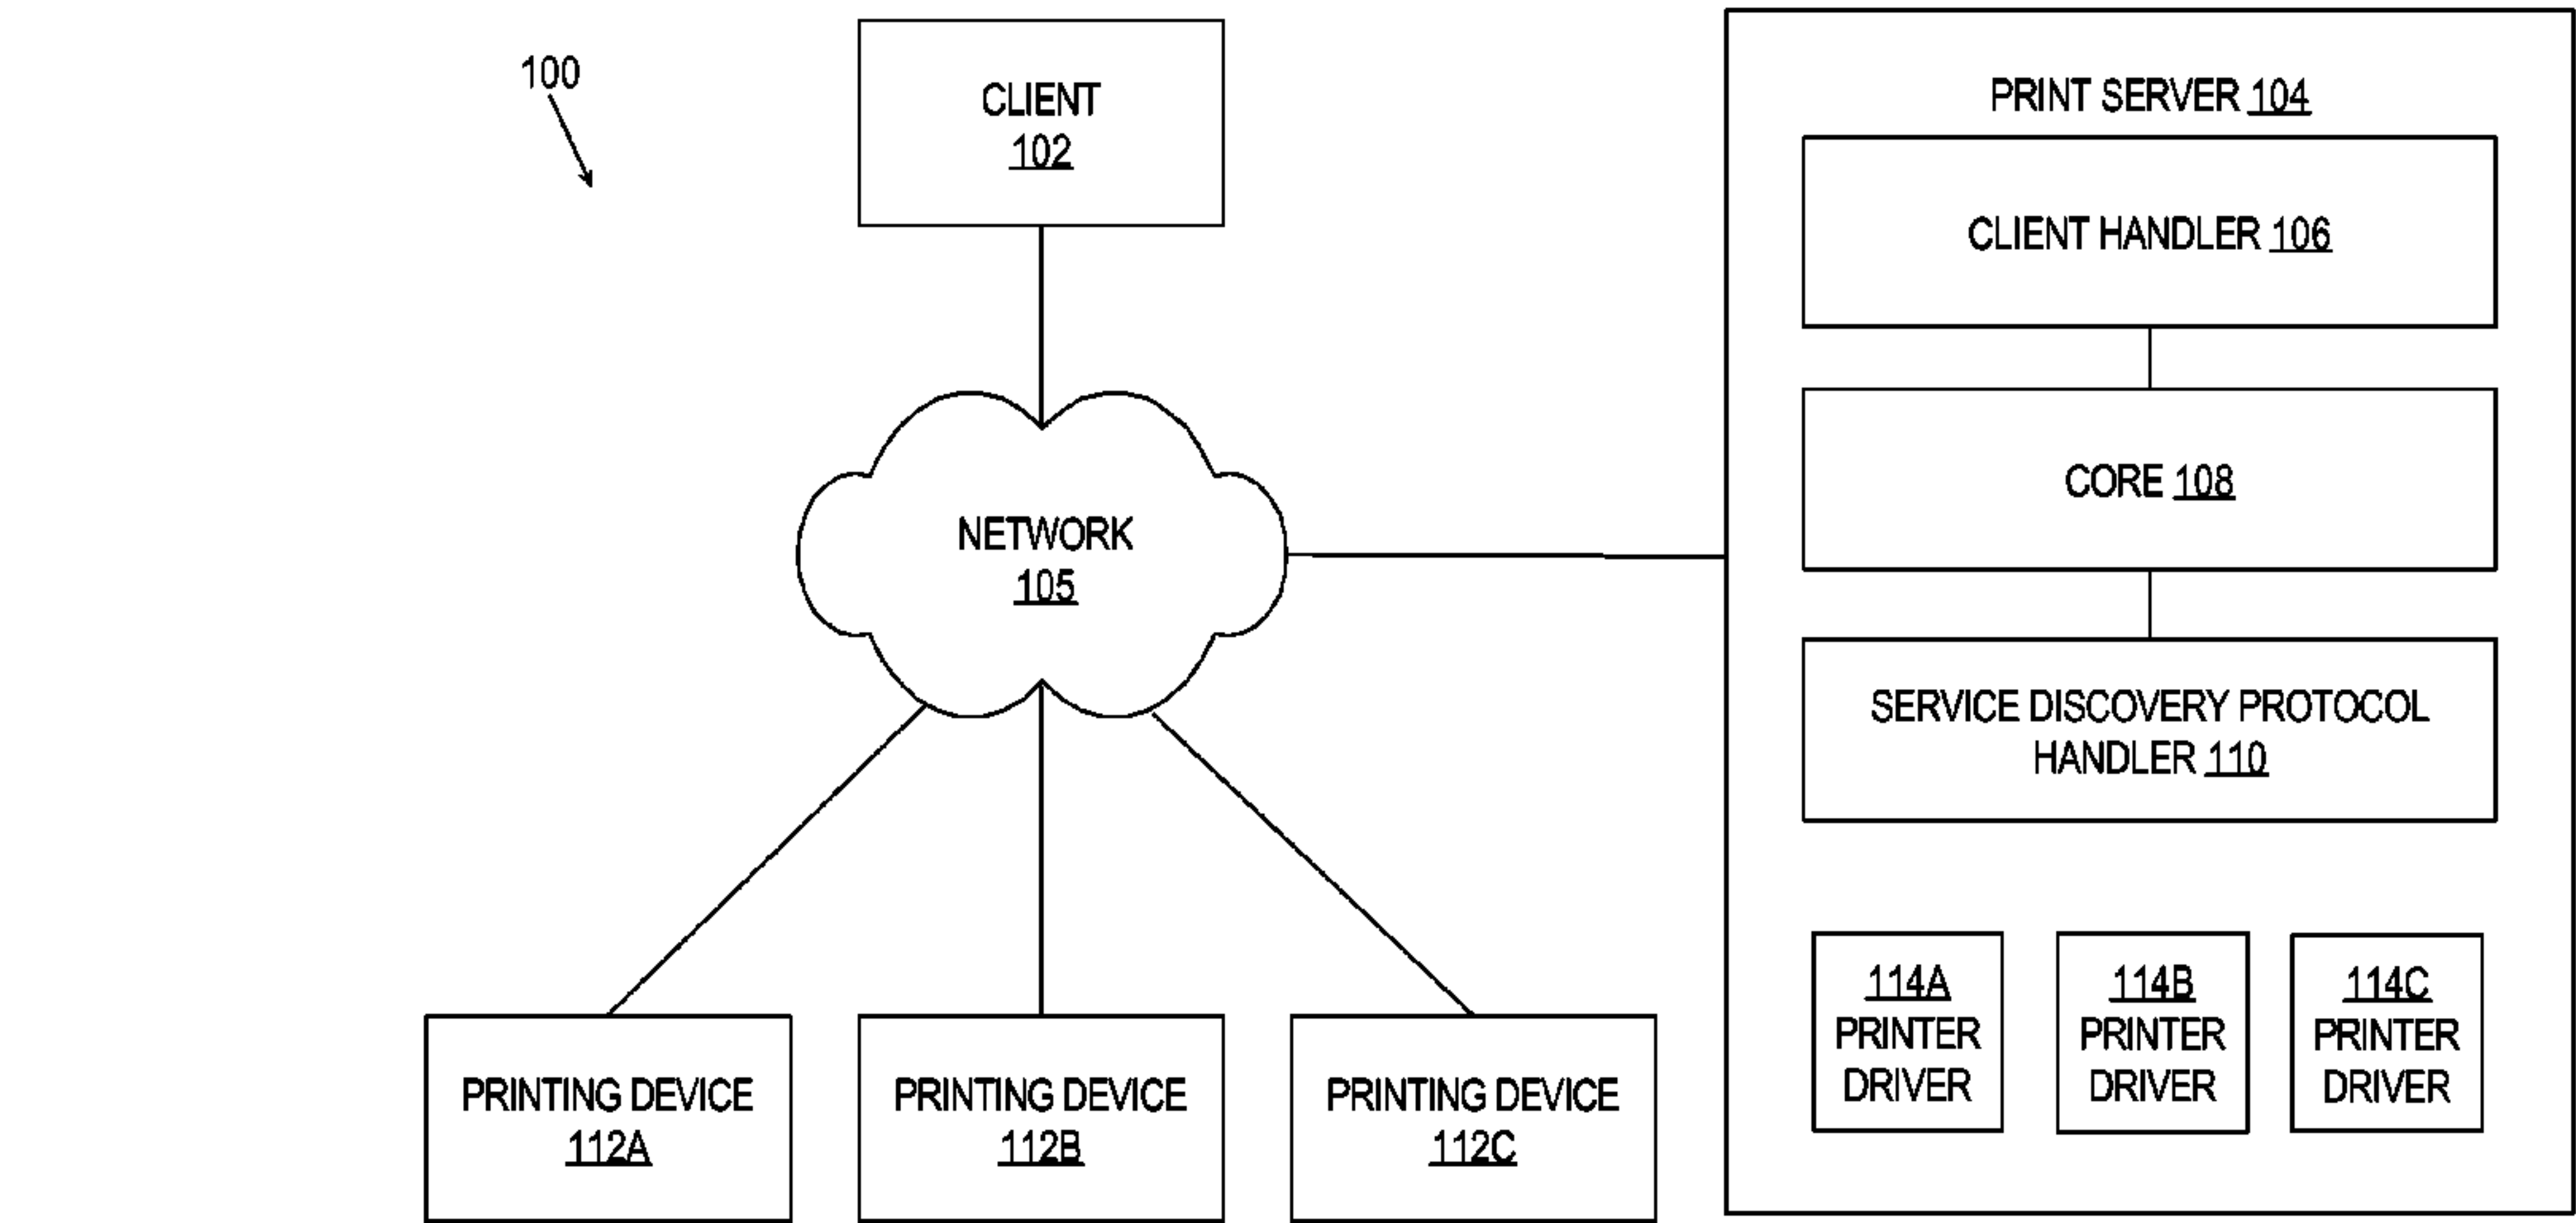 100
CLIENT
102
NETWORK
105
PRINTING DEVICE
112A
PRINTING DEVICE
112B
PRINTING DEVICE
112C
PRINT SERVER 104
CLIENT HANDLER 106
CORE 108
SERVICE DISCOVERY PROTOCOL
HANDLER 110
114A
PRINTER
DRIVER
114B
PRINTER
DRIVER
114C
PRINTER
DRIVER